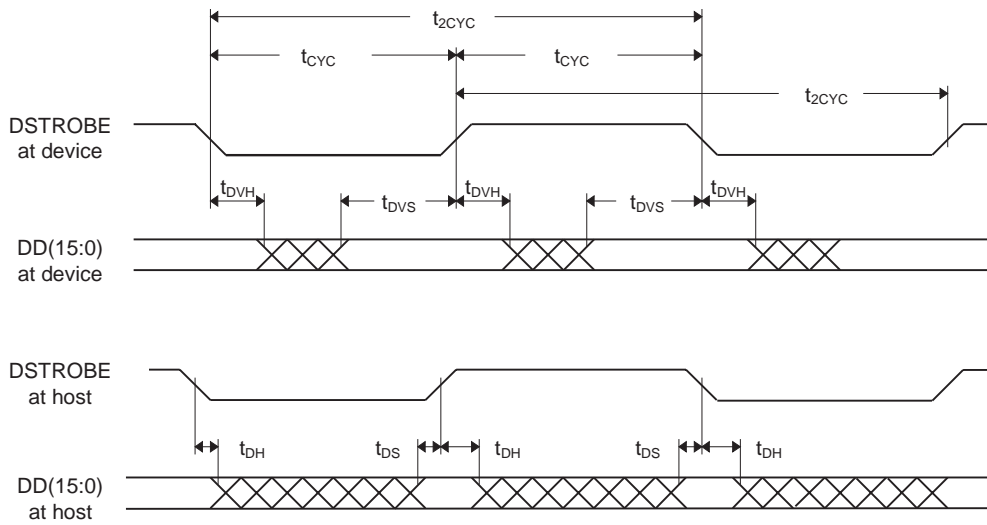 t2CYC
tCYC tCYC
t2CYC
DSTROBE
at device
tDVH tDVS tDVH tDVS tDVH
DD(15:0)
at device
DSTROBE
at host
tDH tDS tDH tDS tDH
DD(15:0)
at host